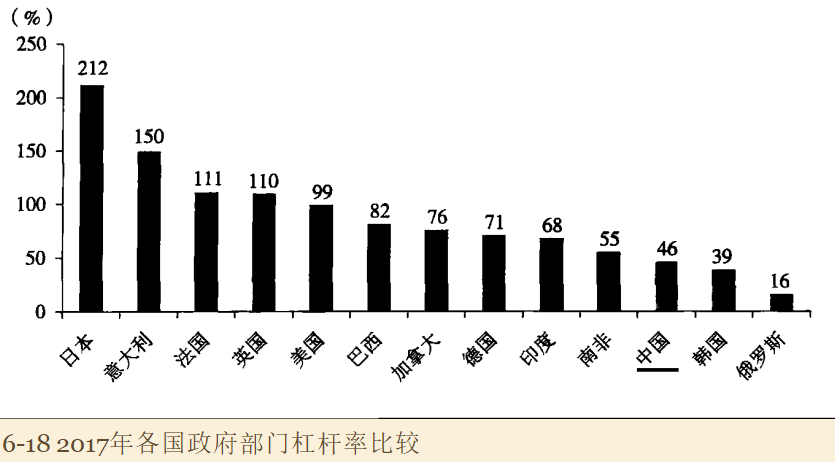 (%)
250
200
150
100
50
0
212
150
111
110
99
82
76
71
68
55
46
39
16
日本
意大利
法国
英国
美国
巴西
加拿大
德国
印度
南非
中国
韩国
俄罗斯
6-18 2017年各国政府部门杠杆率比较